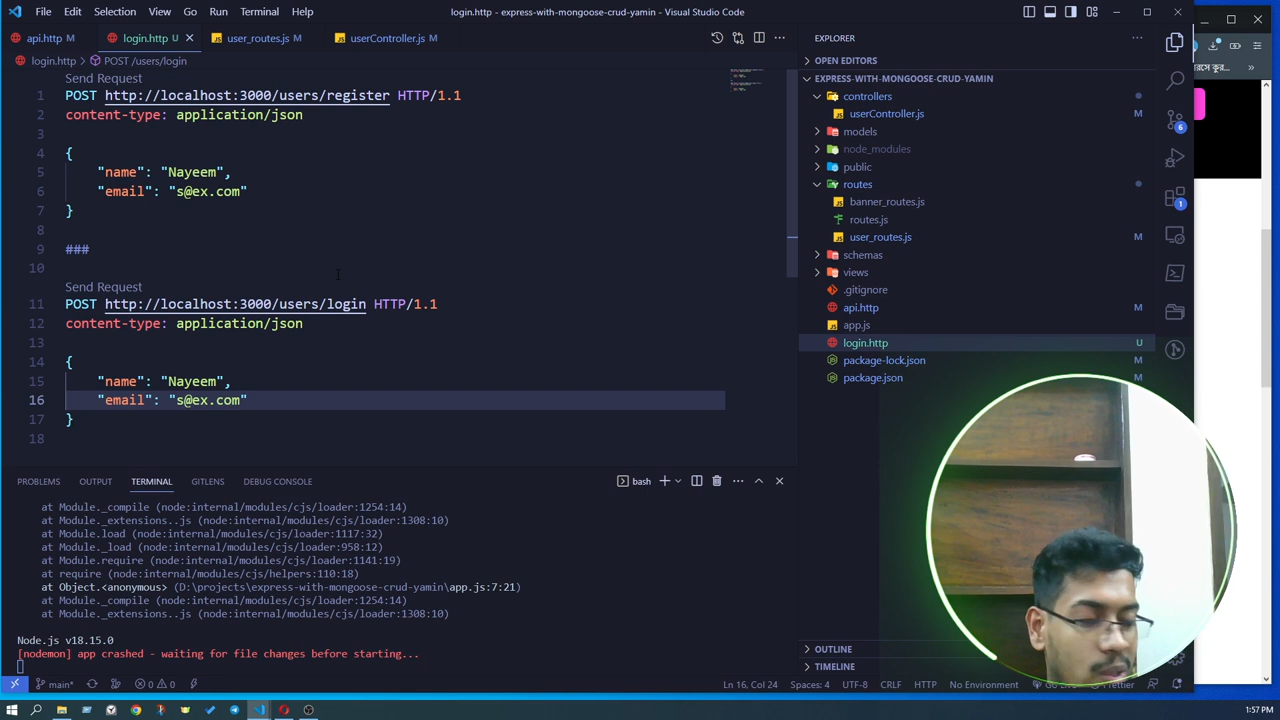 File Edit Selection View Go Run Terminal Help
login.http - express-with-mongoose-crud-yamin - Visual Studio Code
api.http M login.http U user_routes.js M userController.js M
login.http > POST /users/login
Send Request
1 POST http://localhost:3000/users/register HTTP/1.1
2 content-type: application/json
3
4 {
5 "name": "Nayeem",
6 "email": "s@ex.com"
7 }
8
9 ###
10
Send Request
11 POST http://localhost:3000/users/login HTTP/1.1
12 content-type: application/json
13
14 {
15 "name": "Nayeem",
16 "email": "s@ex.com"
17 }
18
PROBLEMS OUTPUT TERMINAL GITLENS DEBUG CONSOLE
bash
at Module._compile (node:internal/modules/cjs/loader:1254:14)
at Module._extensions..js (node:internal/modules/cjs/loader:1308:10)
at Module.load (node:internal/modules/cjs/loader:1117:32)
at Module._load (node:internal/modules/cjs/loader:958:12)
at Module.require (node:internal/modules/cjs/loader:1141:19)
at require (node:internal/modules/cjs/helpers:110:18)
at Object.<anonymous> (D:\projects\express-with-mongoose-crud-yamin\app.js:7:21)
at Module._compile (node:internal/modules/cjs/loader:1254:14)
at Module._extensions..js (node:internal/modules/cjs/loader:1308:10)
Node.js v18.15.0
[nodemon] app crashed - waiting for file changes before starting...
EXPLORER
OPEN EDITORS
EXPRESS-WITH-MONGOOSE-CRUD-YAMIN
controllers
userController.js M
models
node_modules
public
routes
banner_routes.js
routes.js
user_routes.js M
schemas
views
.gitignore
api.http M
app.js
login.http U
package-lock.json
package.json
OUTLINE
TIMELINE
6
1
main* 0 0
Ln 16, Col 24 Spaces: 4 UTF-8 CRLF HTTP No Environment Prettier
1:57 PM